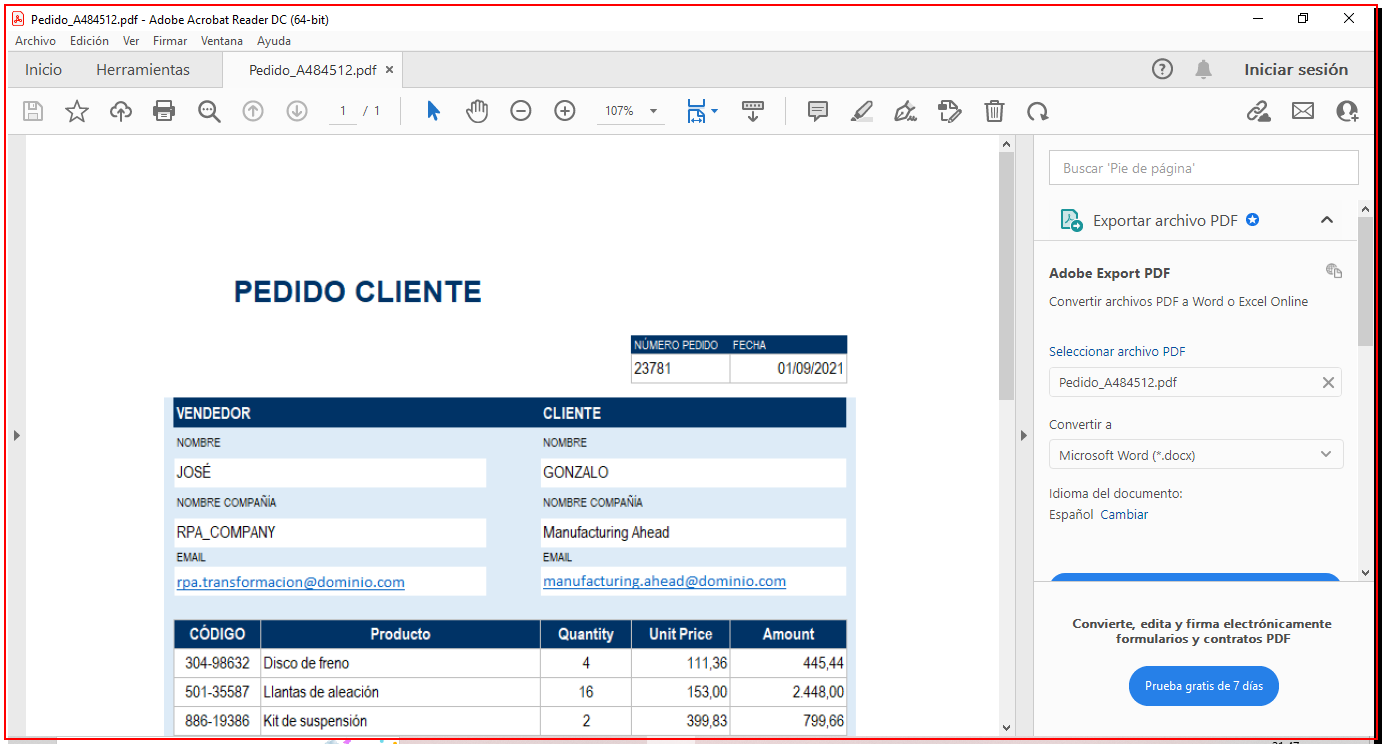 Pedido_A484512.pdf - Adobe Acrobat Reader DC (64-bit)
Archivo Edición Ver Firmar Ventana Ayuda
Inicio Herramientas Pedido_A484512.pdf × Iniciar sesión
1 / 1 107%
Buscar 'Pie de página'
Exportar archivo PDF
Adobe Export PDF
Convertir archivos PDF a Word o Excel Online
Seleccionar archivo PDF
Pedido_A484512.pdf
Convertir a
Microsoft Word (*.docx)
Idioma del documento:
Español Cambiar
Convierte, edita y firma electrónicamente
formularios y contratos PDF
Prueba gratis de 7 días
PEDIDO CLIENTE
NÚMERO PEDIDO FECHA
23781 01/09/2021
VENDEDOR CLIENTE
NOMBRE NOMBRE
JOSÉ GONZALO
NOMBRE COMPAÑÍA NOMBRE COMPAÑÍA
RPA_COMPANY Manufacturing Ahead
EMAIL EMAIL
rpa.transformacion@dominio.com manufacturing.ahead@dominio.com
CÓDIGO Producto Quantity Unit Price Amount
304-98632 Disco de freno 4 111,36 445,44
501-35587 Llantas de aleación 16 153,00 2.448,00
886-19386 Kit de suspensión 2 399,83 799,66